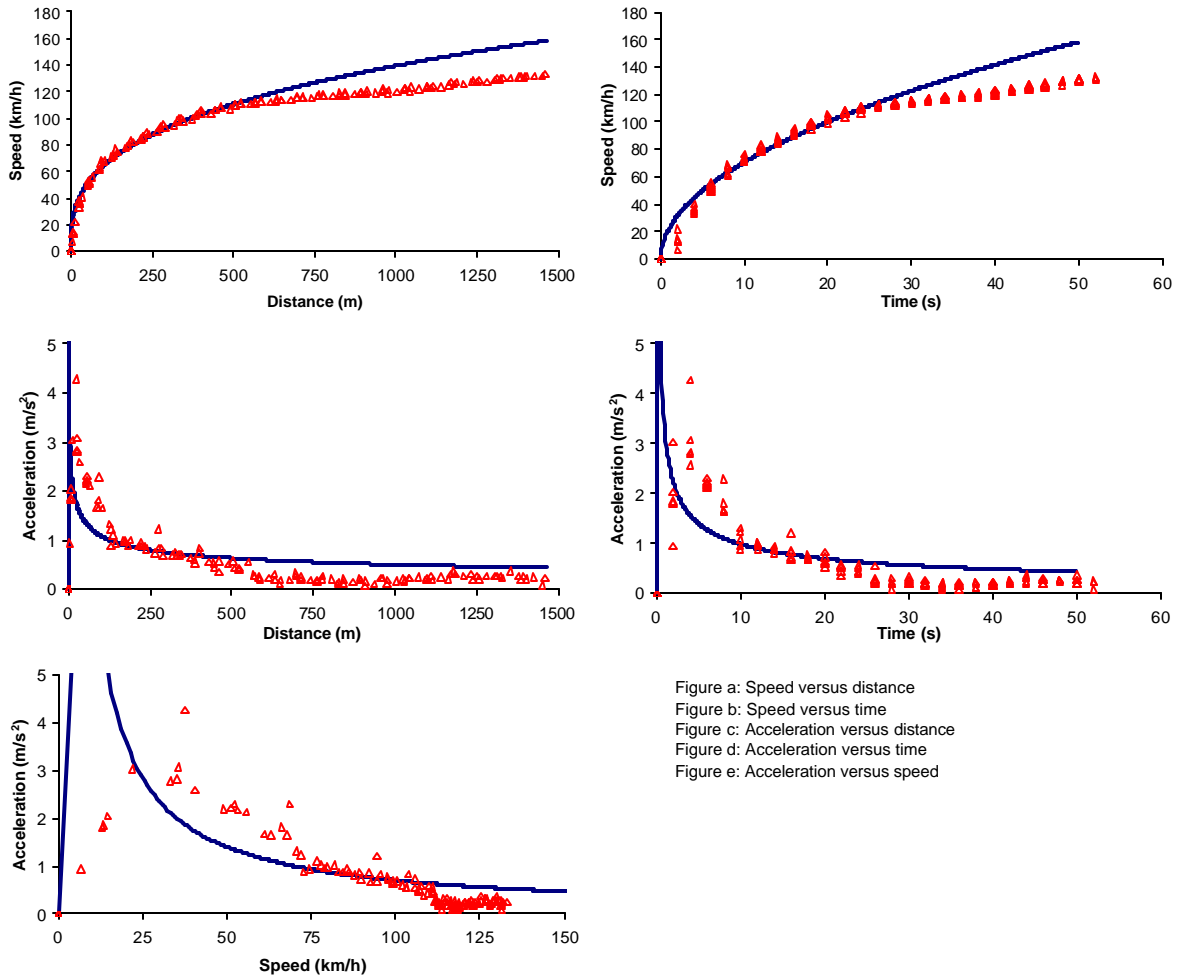 180
160
140
120
100
80
60
40
20
0
Speed (km/h)
0 250 500 750 1000 1250 1500
Distance (m)
180
160
140
120
100
80
60
40
20
0
Speed (km/h)
0 10 20 30 40 50 60
Time (s)
5
4
3
2
1
0
Acceleration (m/s²)
0 250 500 750 1000 1250 1500
Distance (m)
5
4
3
2
1
0
Acceleration (m/s²)
0 10 20 30 40 50 60
Time (s)
5
4
3
2
1
0
Acceleration (m/s²)
0 25 50 75 100 125 150
Speed (km/h)
Figure a: Speed versus distance
Figure b: Speed versus time
Figure c: Acceleration versus distance
Figure d: Acceleration versus time
Figure e: Acceleration versus speed